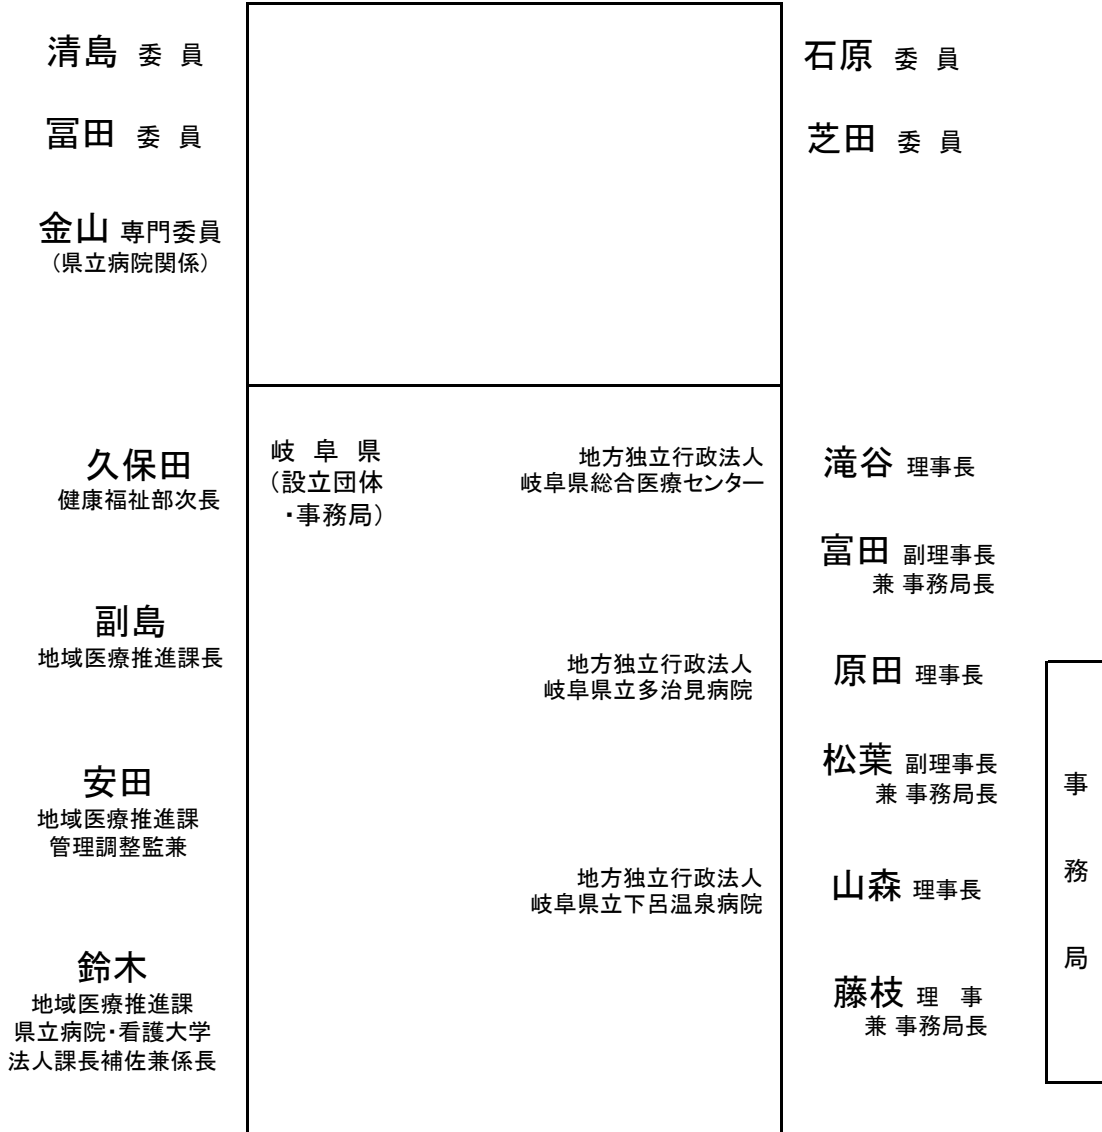 清島 委 員
冨田 委 員
金山 専門委員
（県立病院関係）
石原 委 員
芝田 委 員
久保田
健康福祉部次長
副島
地域医療推進課長
安田
地域医療推進課
管理調整監兼
鈴木
地域医療推進課
県立病院・看護大学
法人課長補佐兼係長
岐 阜 県
（設立団体
・事務局）
地方独立行政法人
岐阜県総合医療センター
地方独立行政法人
岐阜県立多治見病院
地方独立行政法人
岐阜県立下呂温泉病院
滝谷 理事長
富田 副理事長
兼 事務局長
原田 理事長
松葉 副理事長
兼 事務局長
山森 理事長
藤枝 理 事
兼 事務局長
事
務
局